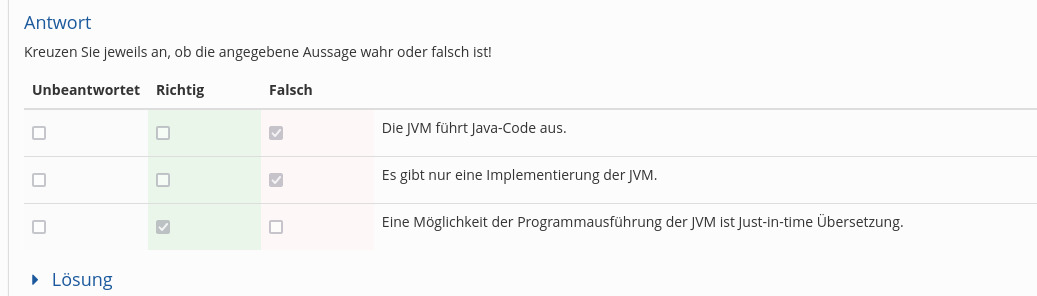 Antwort
Kreuzen Sie jeweils an, ob die angegebene Aussage wahr oder falsch ist!
Unbeantwortet Richtig Falsch
Die JVM führt Java-Code aus.
Es gibt nur eine Implementierung der JVM.
Eine Möglichkeit der Programmausführung der JVM ist Just-in-time Übersetzung.
Lösung